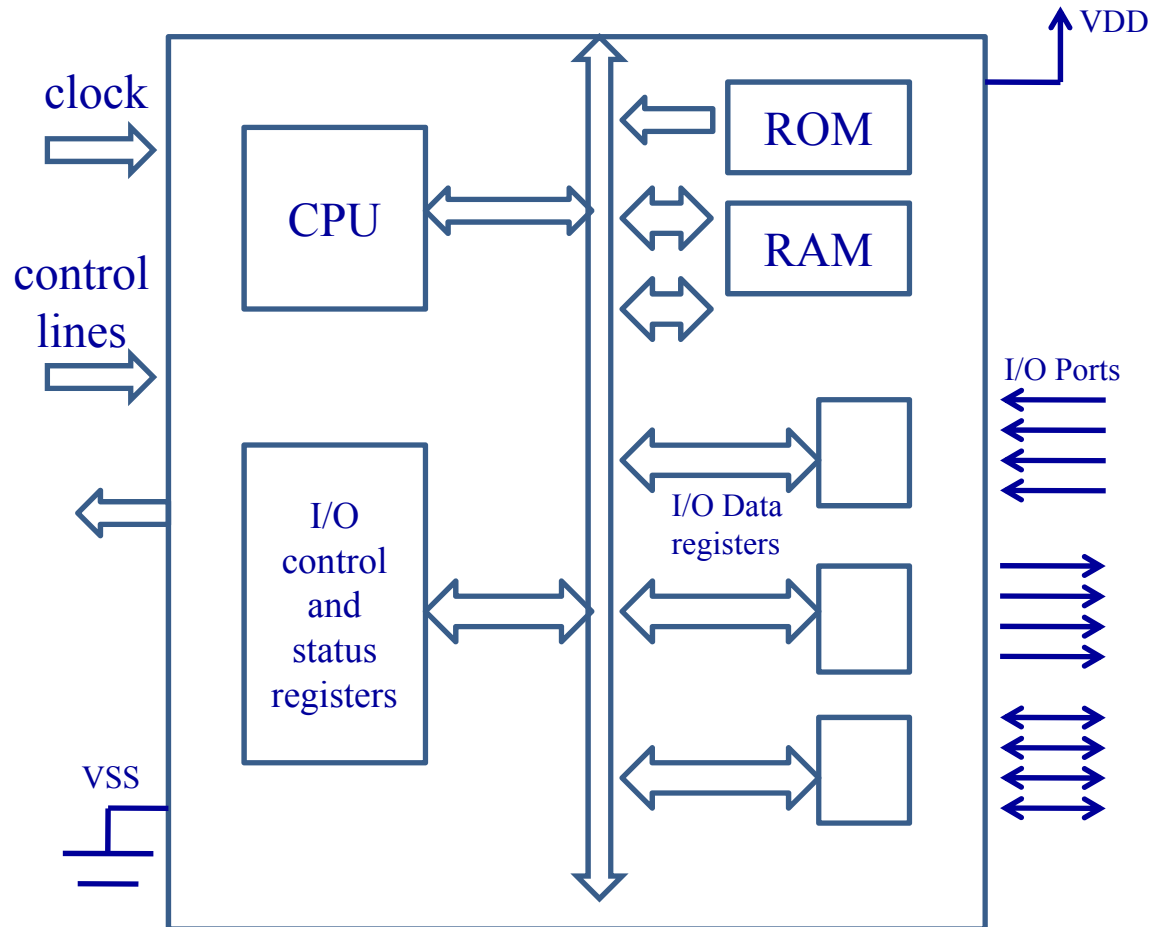 VDD
clock
ROM
CPU
RAM
control
lines
I/O Ports
I/O Data
registers
I/O
control
and
status
registers
VSS